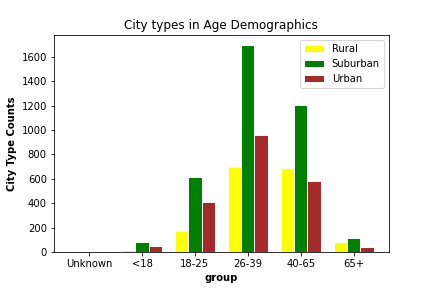 City types in Age Demographics
Rural
Suburban
Urban
City Type Counts
1600
1400
1200
1000
800
600
400
200
0
Unknown <18 18-25 26-39 40-65 65+
group